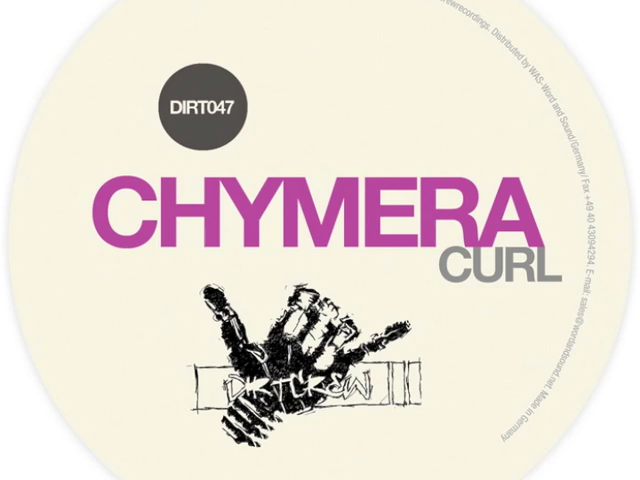 DIRT047
CHYMERA
CURL
DIRTCREW
ewrecordings. Distributed by WAS-Word and Sound/Germany/ Fax +49 40 43094294. E-mail: sales@wordandsound.net. Made in Germany